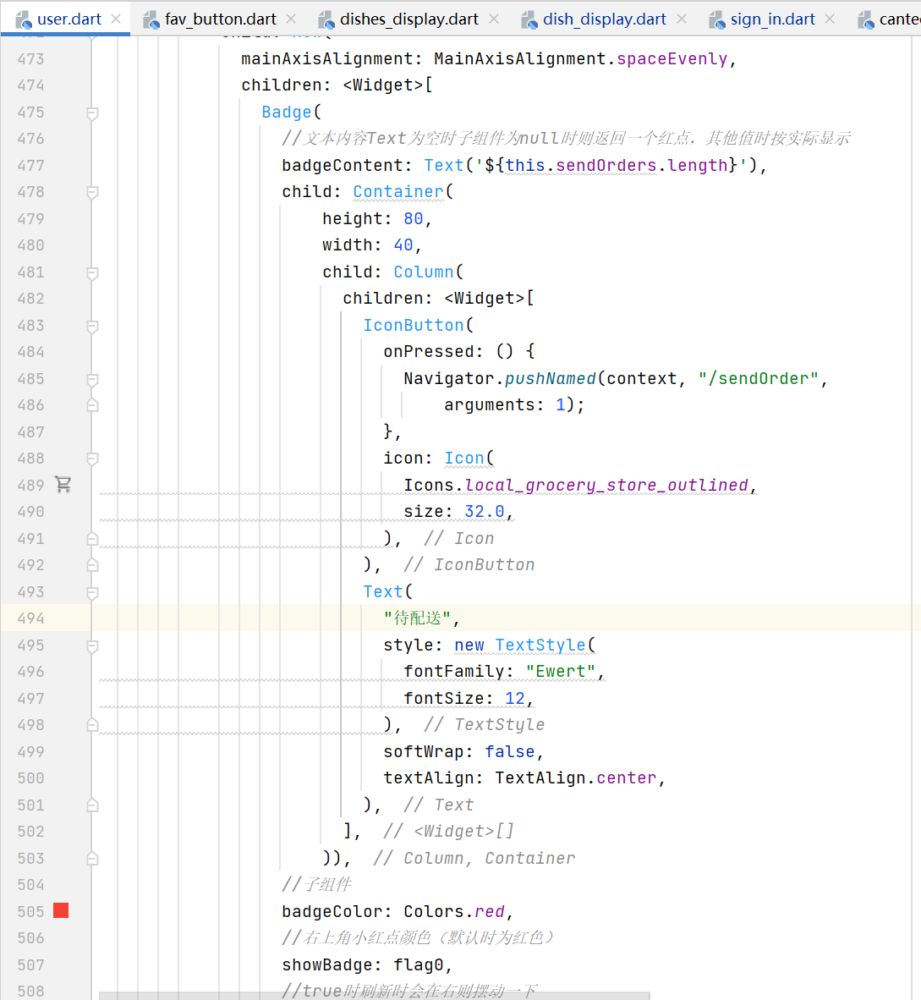 user.dart fav_button.dart dishes_display.dart dish_display.dart sign_in.dart cantee
473 mainAxisAlignment: MainAxisAlignment.spaceEvenly,
474 children: <Widget>[
475 Badge(
476 //文本内容Text为空时子组件为null时则返回一个红点，其他值时按实际显示
477 badgeContent: Text('${this.sendOrders.length}'),
478 child: Container(
479 height: 80,
480 width: 40,
481 child: Column(
482 children: <Widget>[
483 IconButton(
484 onPressed: () {
485 Navigator.pushNamed(context, "/sendOrder",
486 arguments: 1);
487 },
488 icon: Icon(
489 Icons.local_grocery_store_outlined,
490 size: 32.0,
491 ), // Icon
492 ), // IconButton
493 Text(
494 "待配送",
495 style: new TextStyle(
496 fontFamily: "Ewert",
497 fontSize: 12,
498 ), // TextStyle
499 softWrap: false,
500 textAlign: TextAlign.center,
501 ), // Text
502 ], // <Widget>[]
503 )), // Column, Container
504 //子组件
505 badgeColor: Colors.red,
506 //右上角小红点颜色（默认时为红色）
507 showBadge: flag0,
508 //true时刷新时会在右则摆动一下